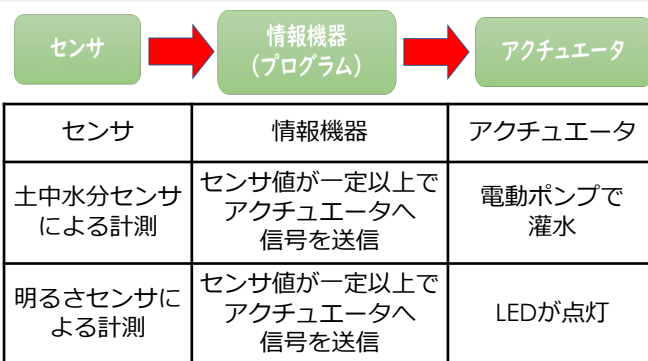 センサ
情報機器
(プログラム)
アクチュエータ
センサ
情報機器
アクチュエータ
土中水分センサ
による計測
センサ値が一定以上で
アクチュエータへ
信号を送信
電動ポンプで
灌水
明るさセンサに
よる計測
センサ値が一定以上で
アクチュエータへ
信号を送信
LEDが点灯